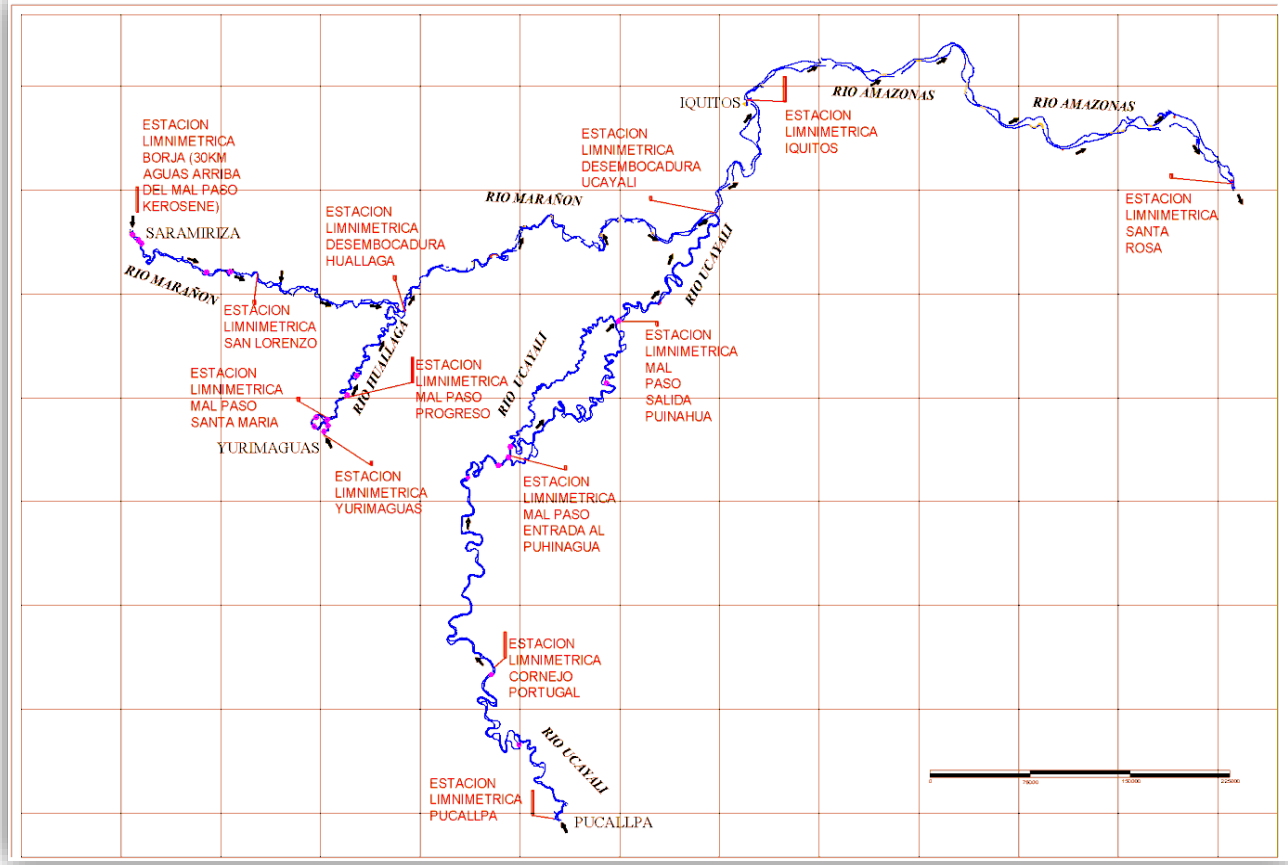 IQUITOS
RIO AMAZONAS
RIO AMAZONAS
ESTACION
LIMNIMETRICA
IQUITOS
ESTACION
LIMNIMETRICA
BORJA (30KM
AGUAS ARRIBA
DEL MAL PASO
KEROSENE)
ESTACION
LIMNIMETRICA
DESEMBOCADURA
UCAYALI
RIO MARAÑON
ESTACION
LIMNIMETRICA
SANTA
ROSA
SARAMIRIZA
ESTACION
LIMNIMETRICA
DESEMBOCADURA
HUALLAGA
RIO MARAÑON
RIO UCAYALI
ESTACION
LIMNIMETRICA
SAN LORENZO
RIO HUALLAGA
RIO UCAYALI
ESTACION
LIMNIMETRICA
MAL
PASO
SALIDA
PUINAHUA
ESTACION
LIMNIMETRICA
MAL PASO
SANTA MARIA
ESTACION
LIMNIMETRICA
MAL PASO
PROGRESO
YURIMAGUAS
ESTACION
LIMNIMETRICA
YURIMAGUAS
ESTACION
LIMNIMETRICA
MAL PASO
ENTRADA AL
PUHINAGUA
ESTACION
LIMNIMETRICA
CORNEJO
PORTUGAL
RIO UCAYALI
ESTACION
LIMNIMETRICA
PUCALLPA
PUCALLPA
0 75000 150000 225000